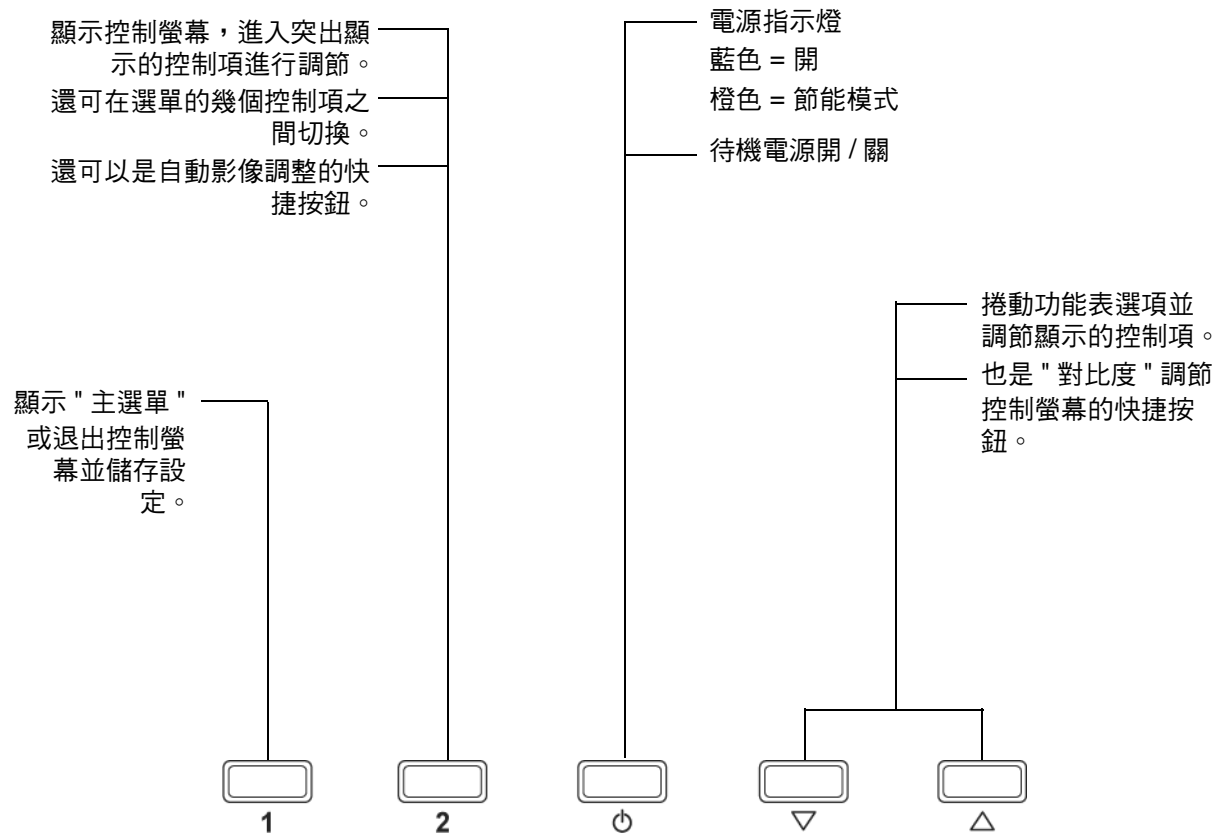 顯示控制螢幕，進入突出顯
示的控制項進行調節。
還可在選單的幾個控制項之
間切換。
還可以是自動影像調整的快
捷按鈕。
電源指示燈
藍色 = 開
橙色 = 節能模式
待機電源開 / 關
捲動功能表選項並
調節顯示的控制項。
也是 " 對比度 " 調節
控制螢幕的快捷按
鈕。
顯示 " 主選單 "
或退出控制螢
幕並儲存設
定。
1
2